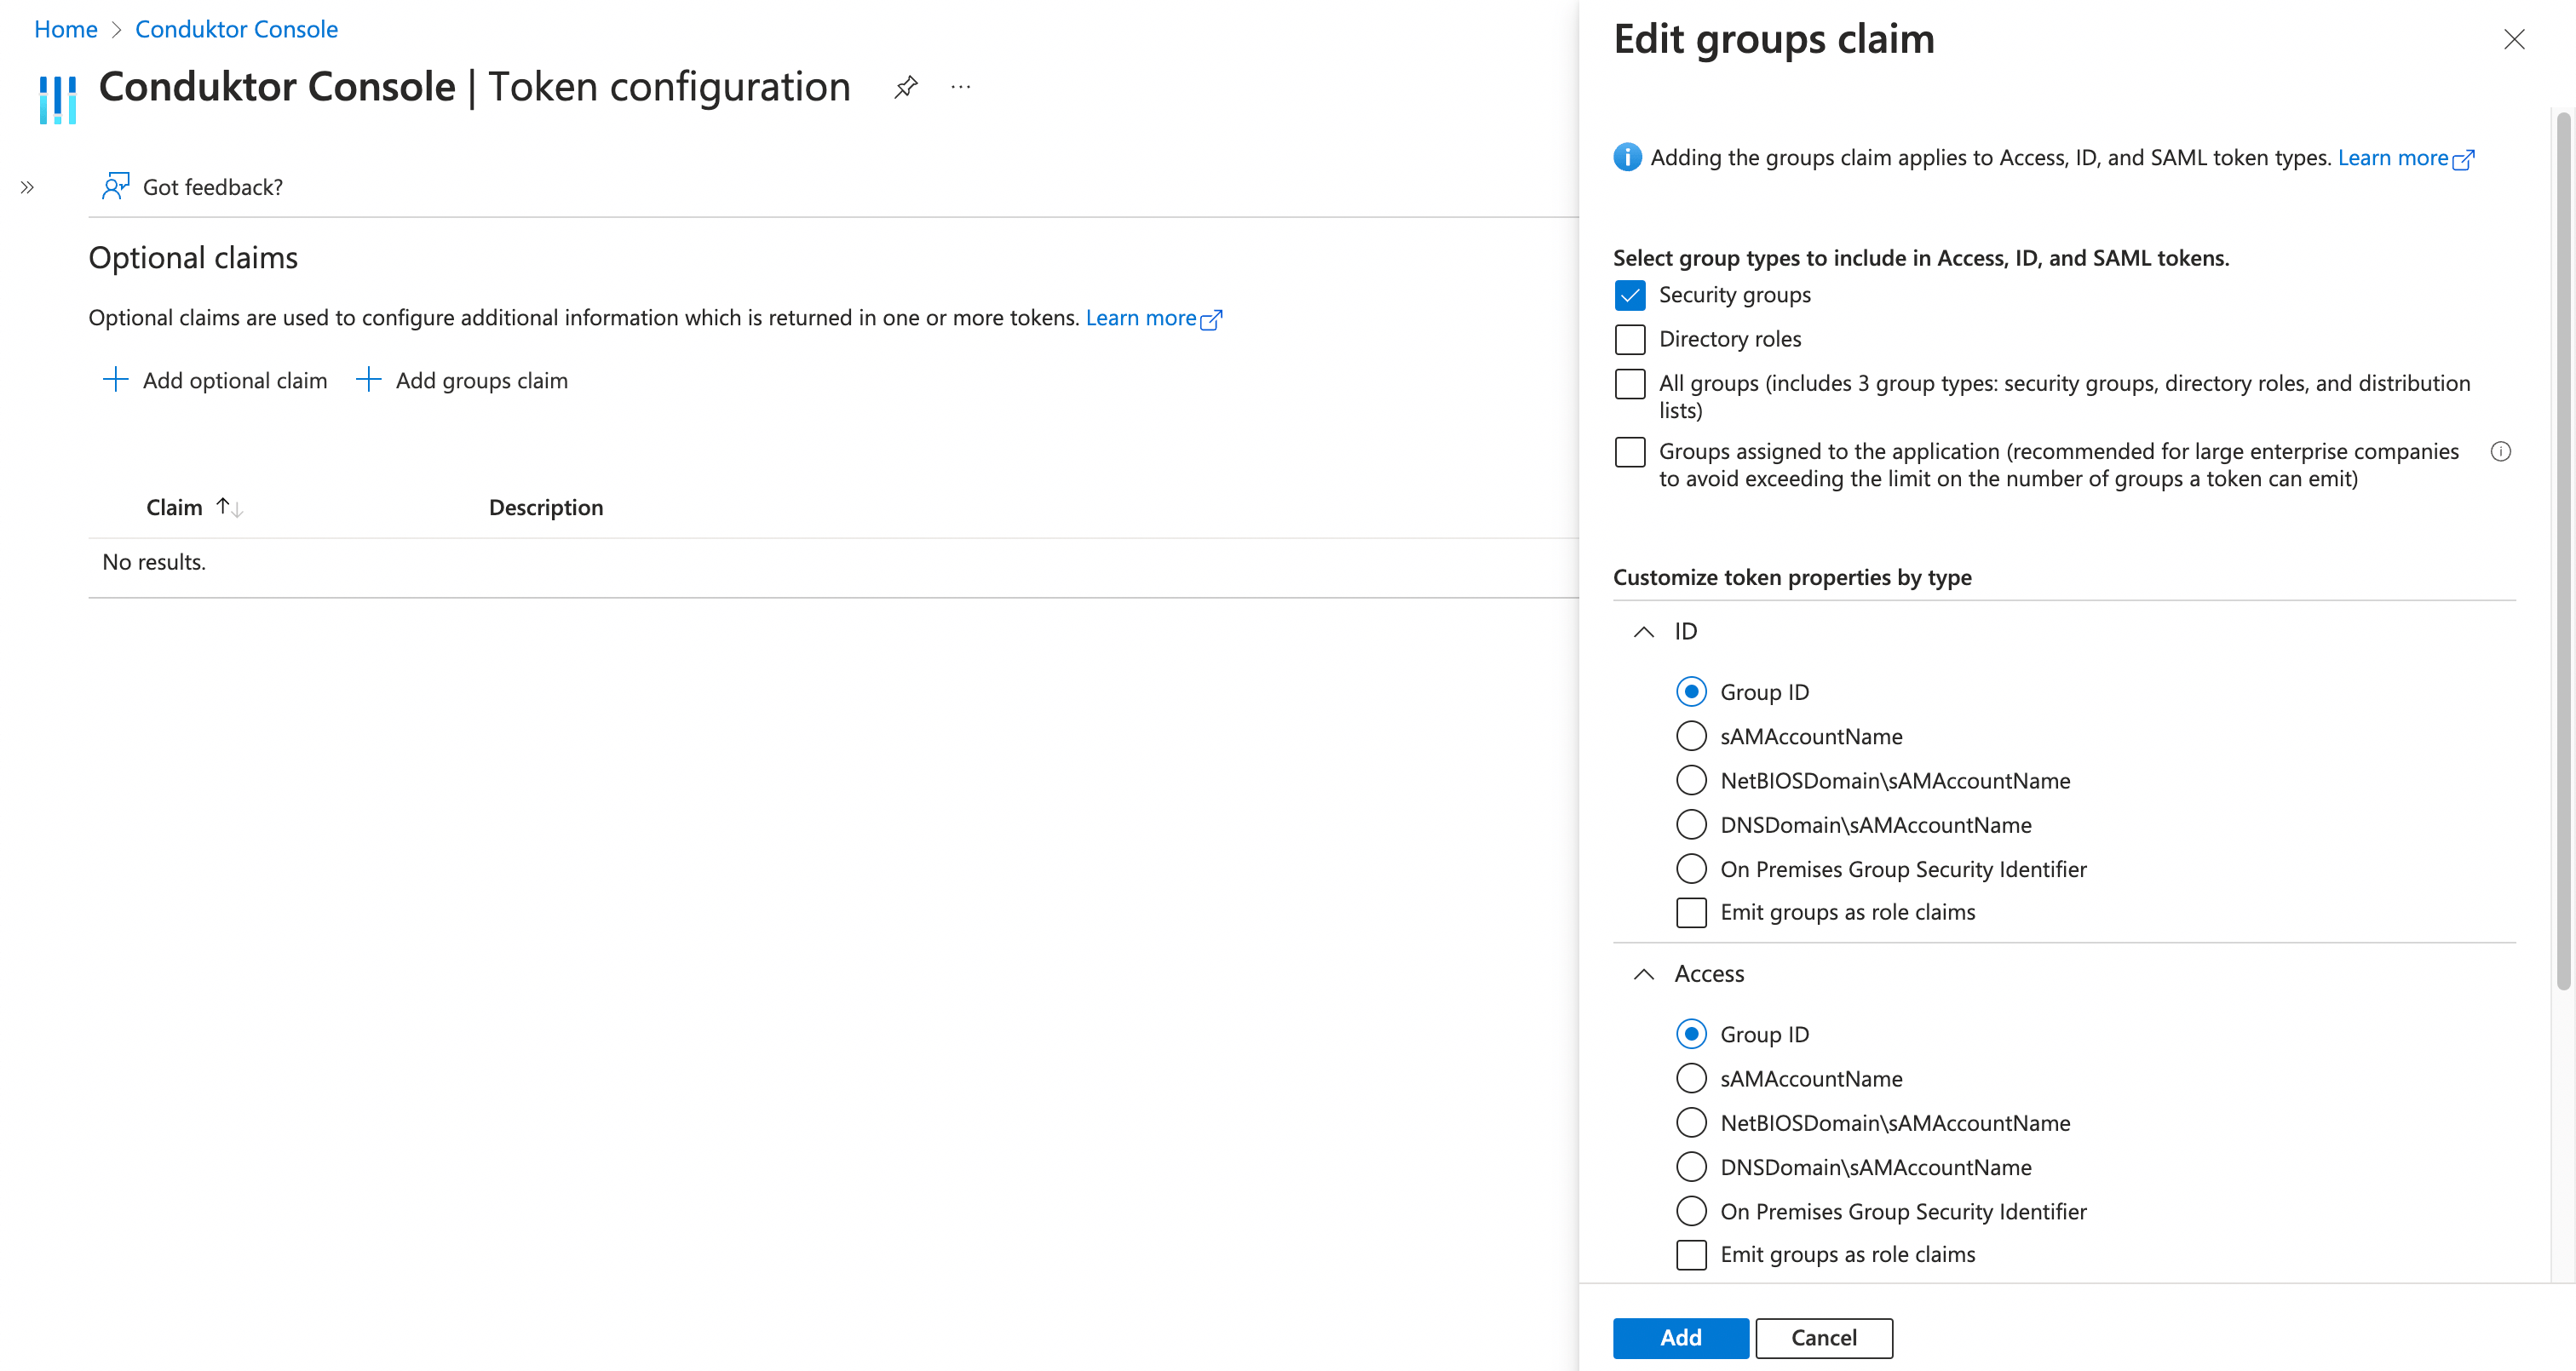 Home > Conduktor Console
Conduktor Console | Token configuration
Got feedback?
Optional claims
Optional claims are used to configure additional information which is returned in one or more tokens. Learn more
Add optional claim Add groups claim
Claim Description
No results.
Edit groups claim
Adding the groups claim applies to Access, ID, and SAML token types. Learn more
Select group types to include in Access, ID, and SAML tokens.
Security groups
Directory roles
All groups (includes 3 group types: security groups, directory roles, and distribution
lists)
Groups assigned to the application (recommended for large enterprise companies
to avoid exceeding the limit on the number of groups a token can emit)
Customize token properties by type
ID
Group ID
sAMAccountName
NetBIOSDomain\sAMAccountName
DNSDomain\sAMAccountName
On Premises Group Security Identifier
Emit groups as role claims
Access
Group ID
sAMAccountName
NetBIOSDomain\sAMAccountName
DNSDomain\sAMAccountName
On Premises Group Security Identifier
Emit groups as role claims
Add Cancel